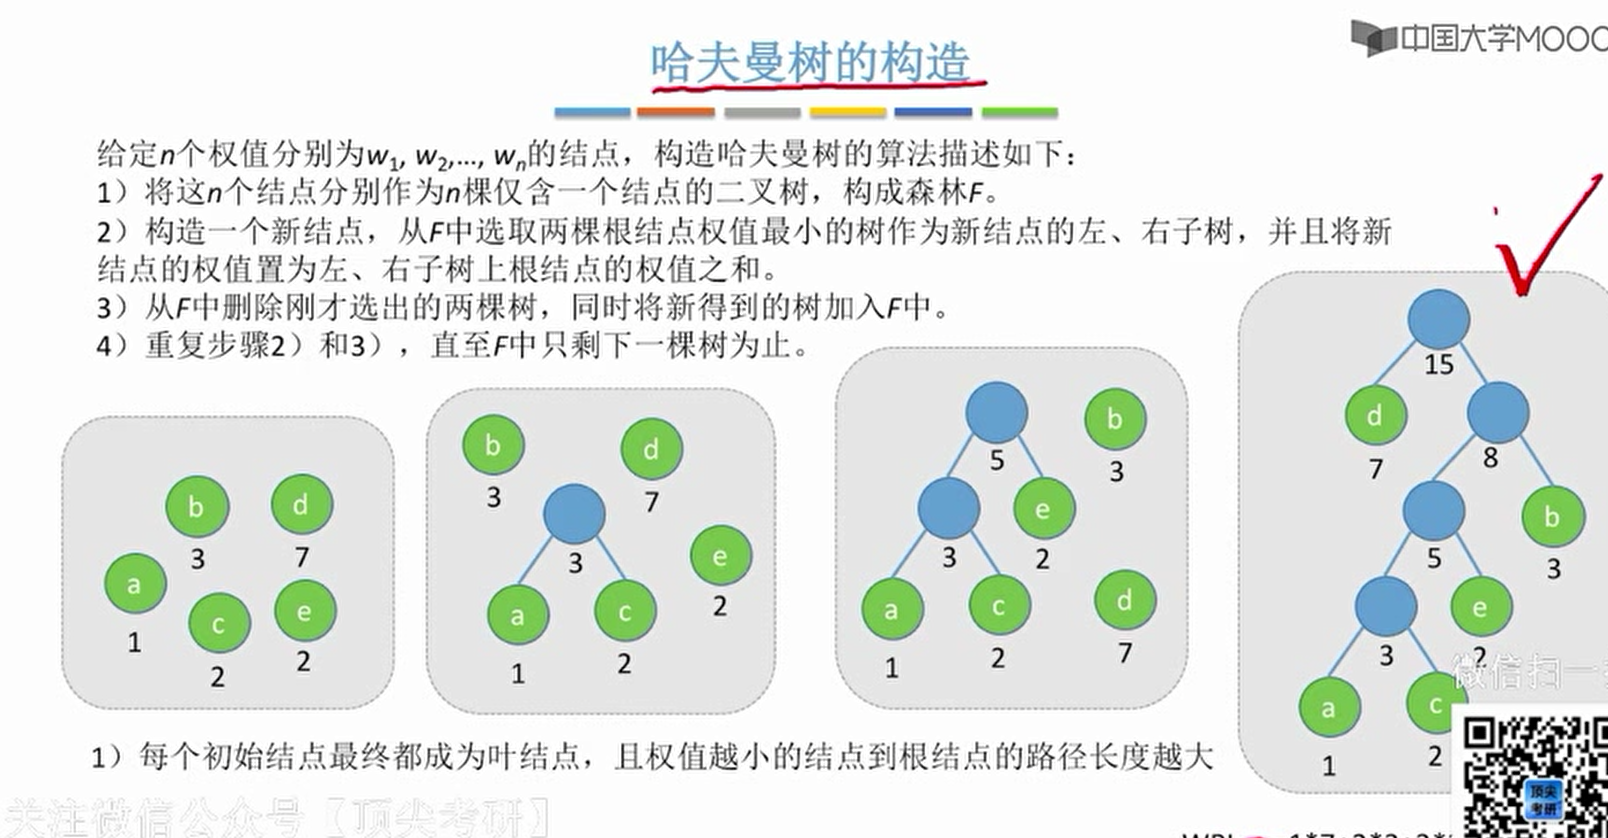 中国大学MOOC
哈夫曼树的构造
给定n个权值分别为w1, w2,..., wn的结点，构造哈夫曼树的算法描述如下：
1）将这n个结点分别作为n棵仅含一个结点的二叉树，构成森林F。
2）构造一个新结点，从F中选取两棵根结点权值最小的树作为新结点的左、右子树，并且将新
结点的权值置为左、右子树上根结点的权值之和。
3）从F中删除刚才选出的两棵树，同时将新得到的树加入F中。
4）重复步骤2）和3），直至F中只剩下一棵树为止。
b d
3 7
a c e
1 2 2
b d
3 7
3 e
2
a c
1 2
b
5 3
e
3 2
a c d
1 2 7
15
d
7 8
b
5 3
e
3 2
a c
1 2
微信扫一
顶尖
考研
1）每个初始结点最终都成为叶结点，且权值越小的结点到根结点的路径长度越大
关注微信公众号【顶尖考研】